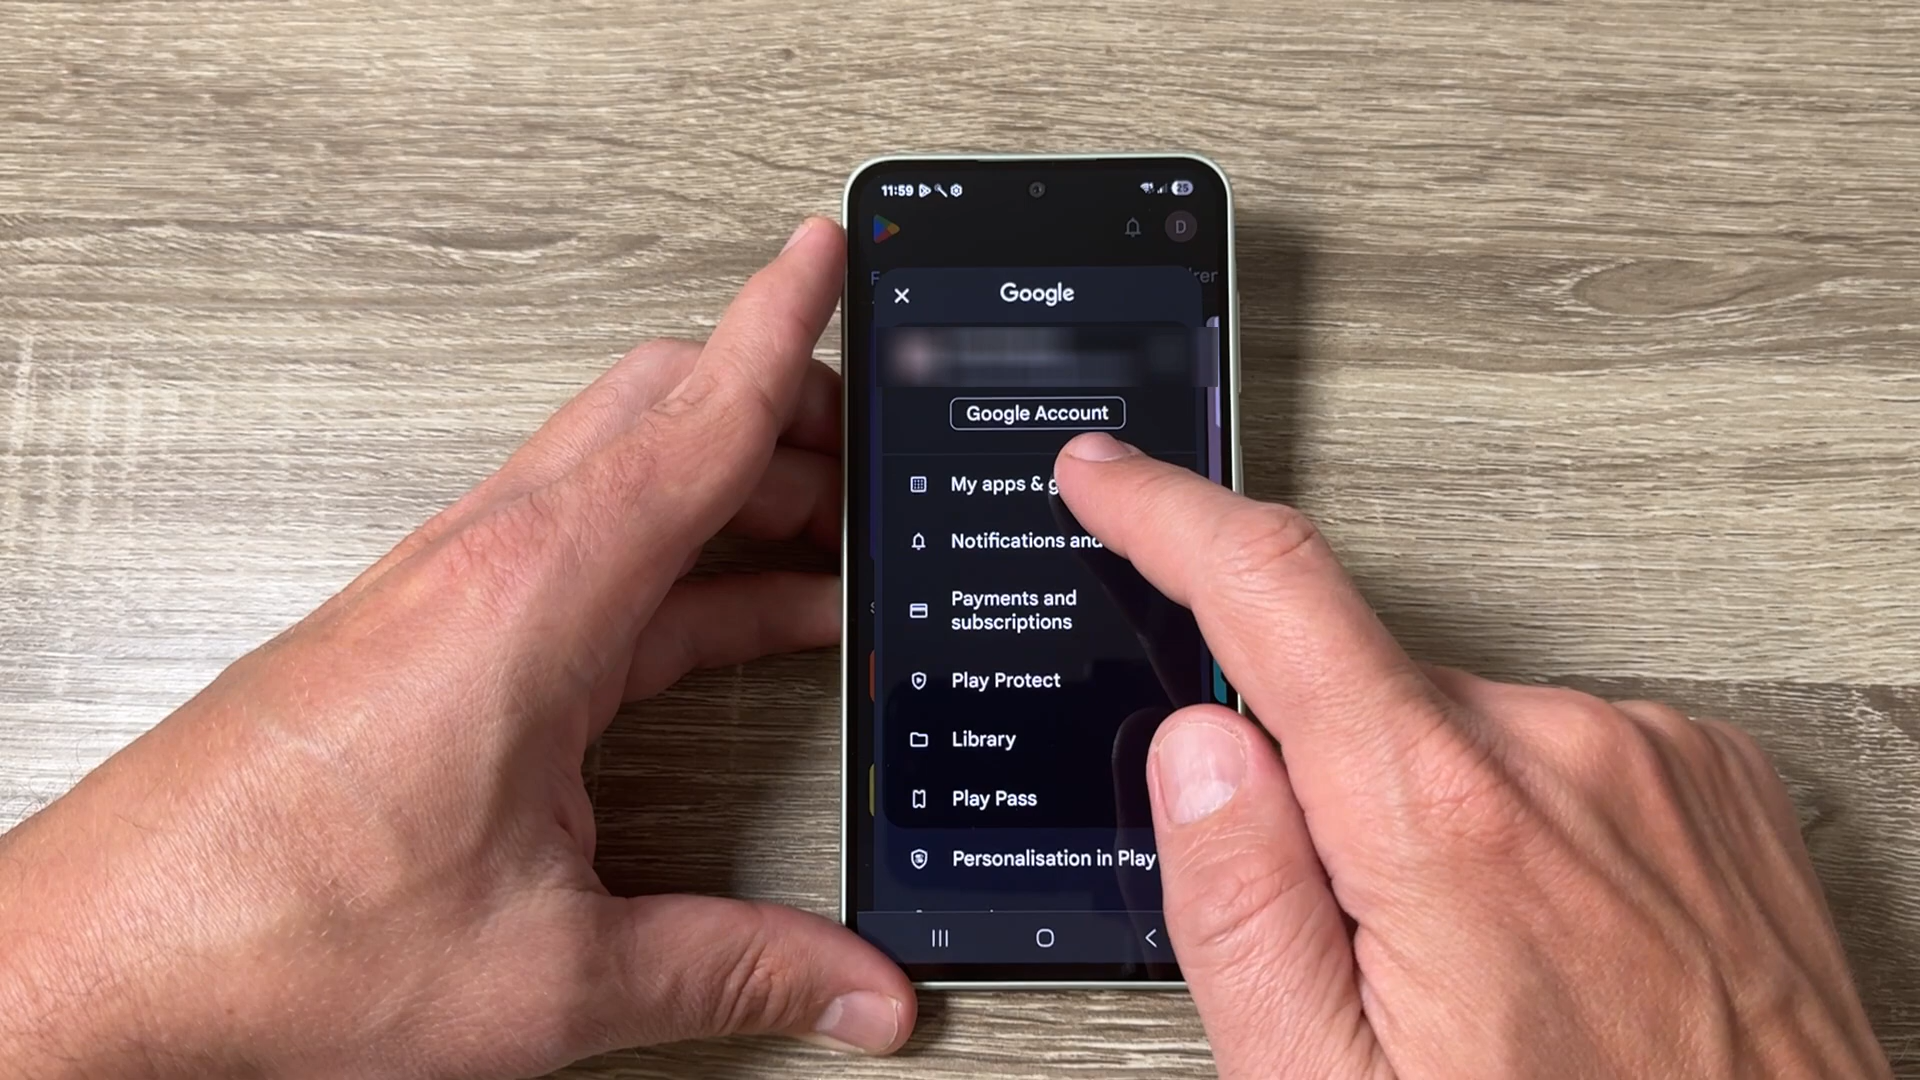 11:59
25
D
Google
Google Account
My apps &
Notifications and
Payments and
subscriptions
Play Protect
Library
Play Pass
Personalisation in Play